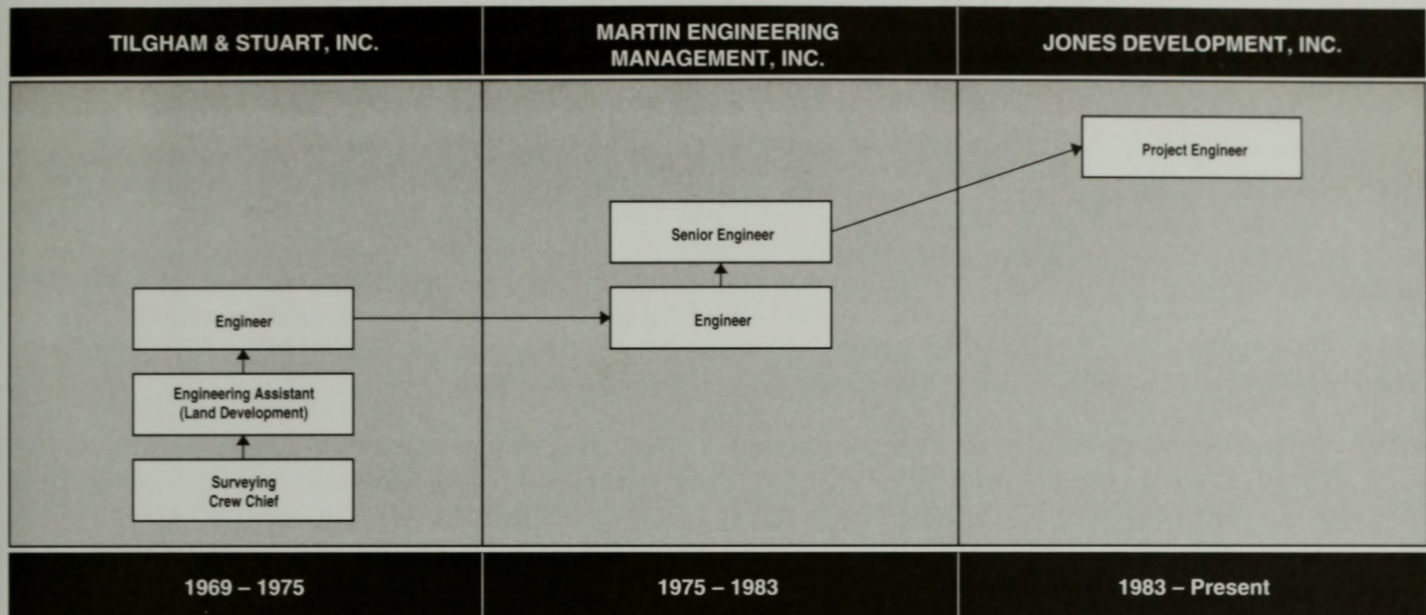 TILGHAM & STUART, INC.
MARTIN ENGINEERING
MANAGEMENT, INC.
JONES DEVELOPMENT, INC.
Project Engineer
Senior Engineer
Engineer
Engineer
Engineering Assistant
(Land Development)
Surveying
Crew Chief
1969 – 1975
1975 – 1983
1983 – Present